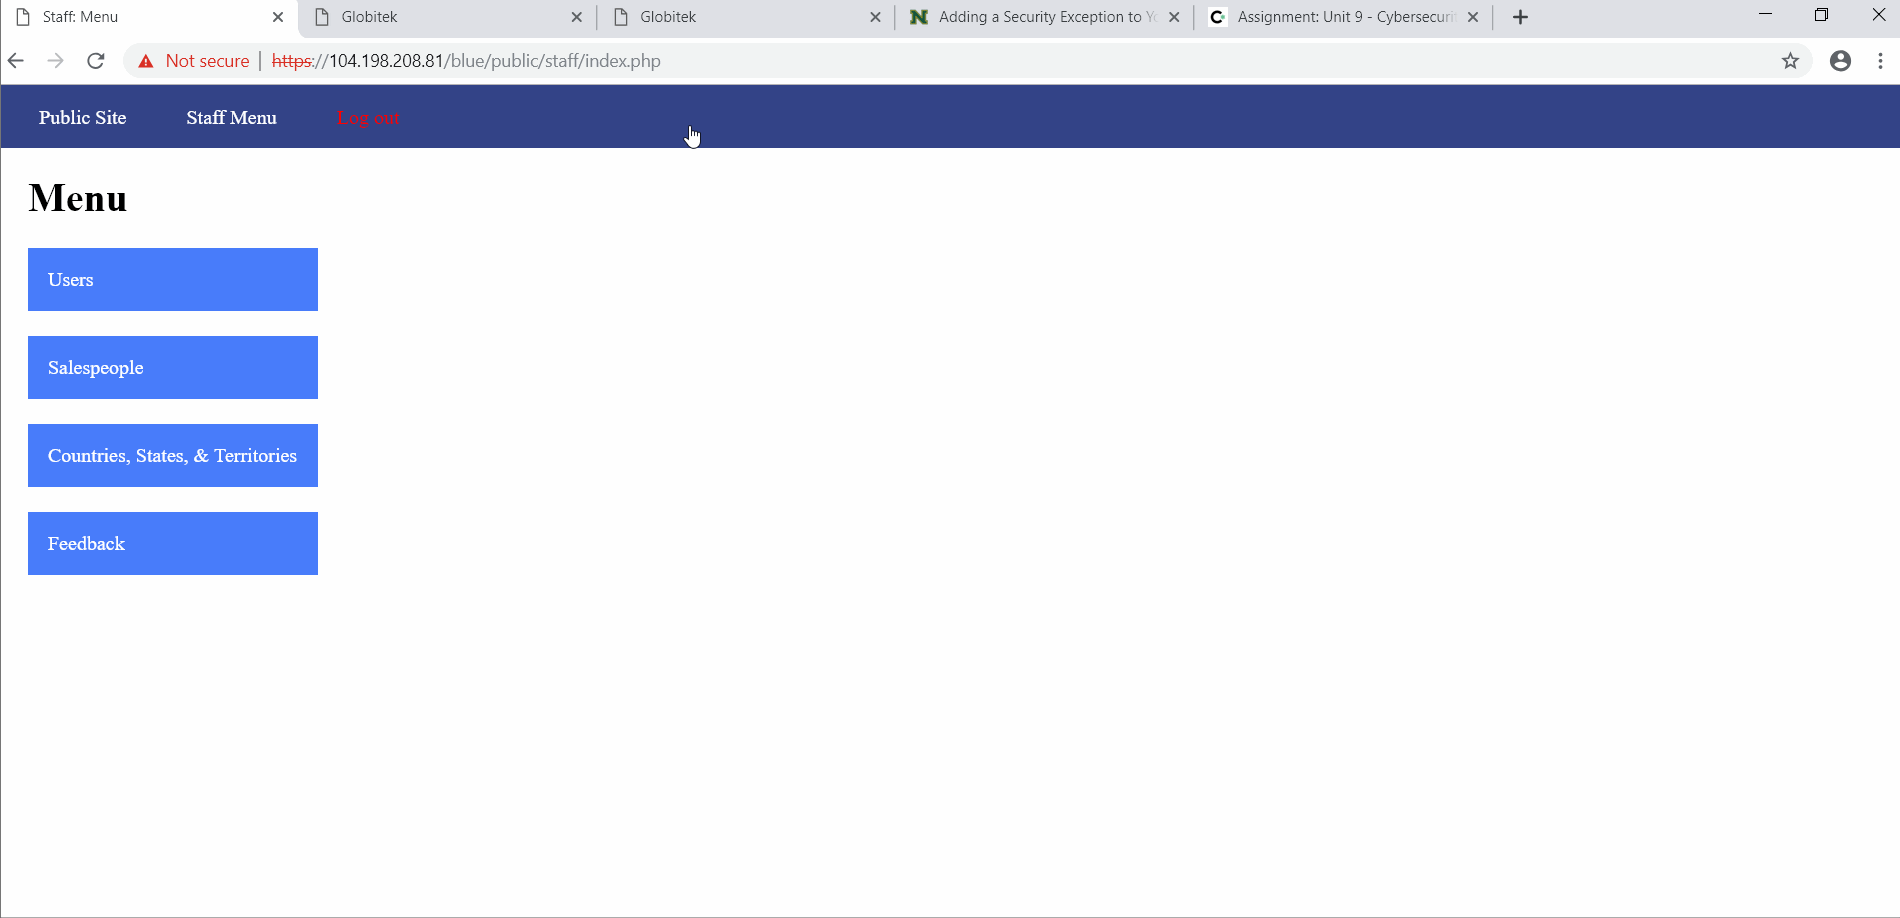 Staff: Menu
Globitek
Globitek
Adding a Security Exception to
Assignment: Unit 9 -
Not secure | https://104.198.208.81/blue/public/staff/index.php
Public Site Staff Menu Log out
Menu
Users
Salespeople
Countries, States, & Territories
Feedback